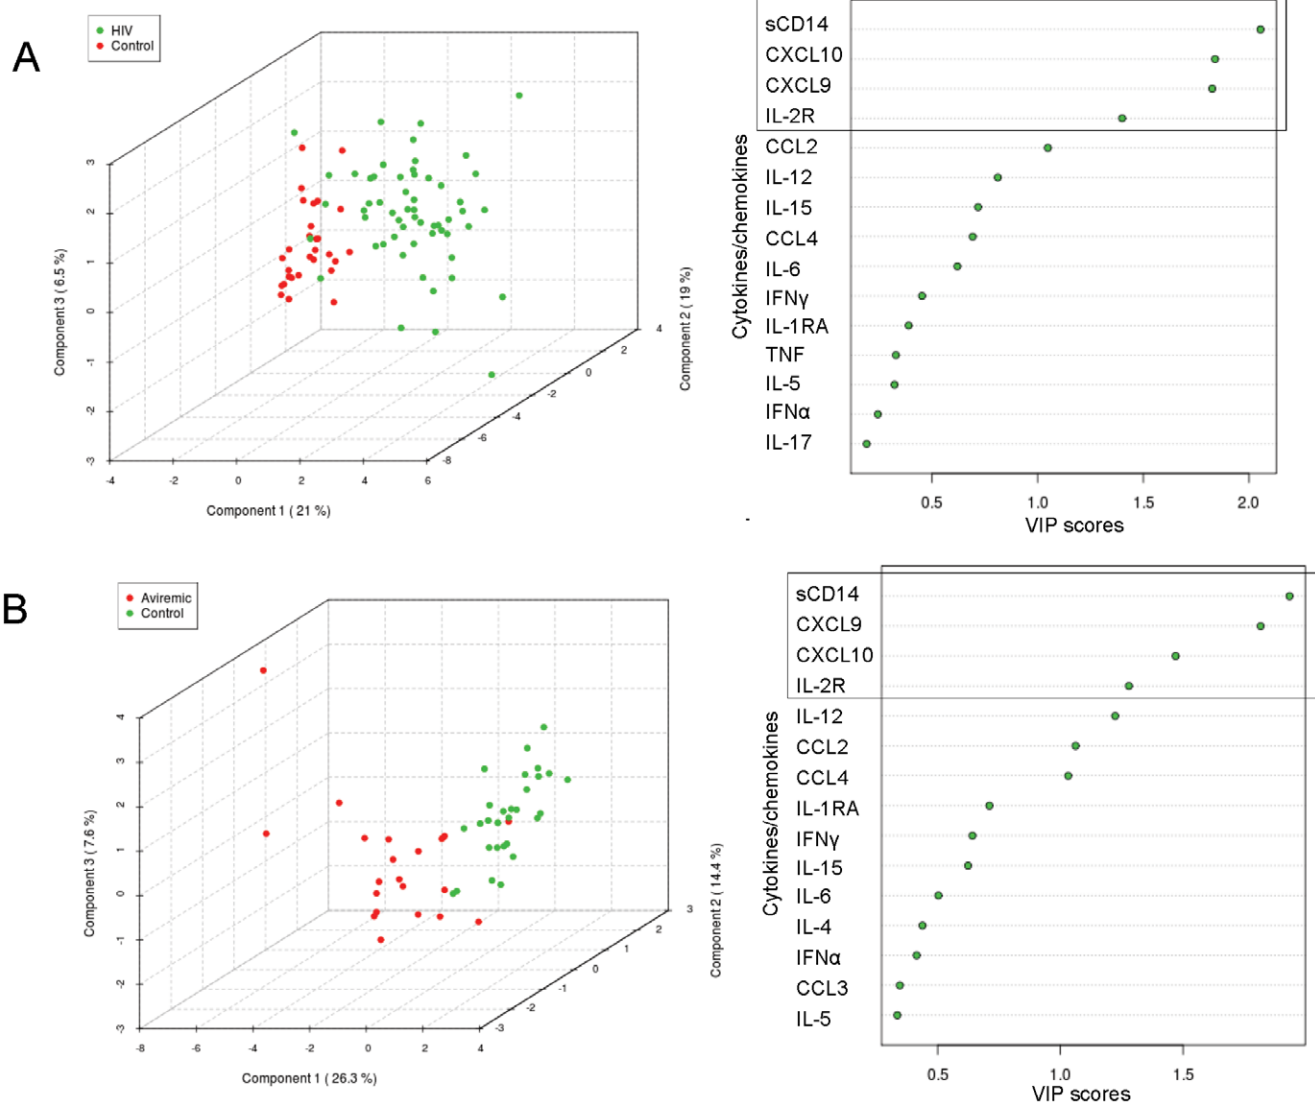 A
HIV
Control
3
2
1
0
-1
-2
-3
Component 3 ( 6.5 %)
-4
-2
0
2
4
6
Component 1 ( 21 %)
-8
-6
-4
-2
0
2
4
Component 2 ( 19 %)
Cytokines/chemokines
sCD14
CXCL10
CXCL9
IL-2R
CCL2
IL-12
IL-15
CCL4
IL-6
IFNγ
IL-1RA
TNF
IL-5
IFNα
IL-17
0.5
1.0
1.5
2.0
VIP scores
B
Aviremic
Control
4
3
2
1
0
-1
-2
-3
Component 3 ( 7.6 %)
-8
-6
-4
-2
0
2
4
Component 1 ( 26.3 %)
-3
-2
-1
0
1
2
3
Component 2 ( 14.4 %)
Cytokines/chemokines
sCD14
CXCL9
CXCL10
IL-2R
IL-12
CCL2
CCL4
IL-1RA
IFNγ
IL-15
IL-6
IL-4
IFNα
CCL3
IL-5
0.5
1.0
1.5
VIP scores